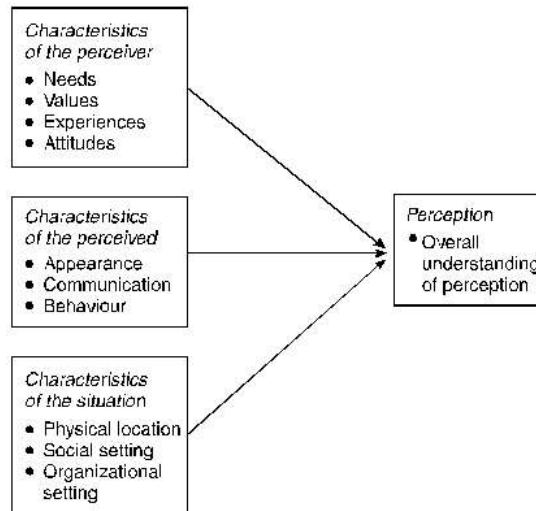 Characteristics
of the perceiver
● Needs
● Values
● Experiences
● Attitudes
Characteristics
of the perceived
● Appearance
● Communication
● Behaviour
Characteristics
of the situation
● Physical location
● Social setting
● Organizational
setting
Perception
● Overall
understanding
of perception